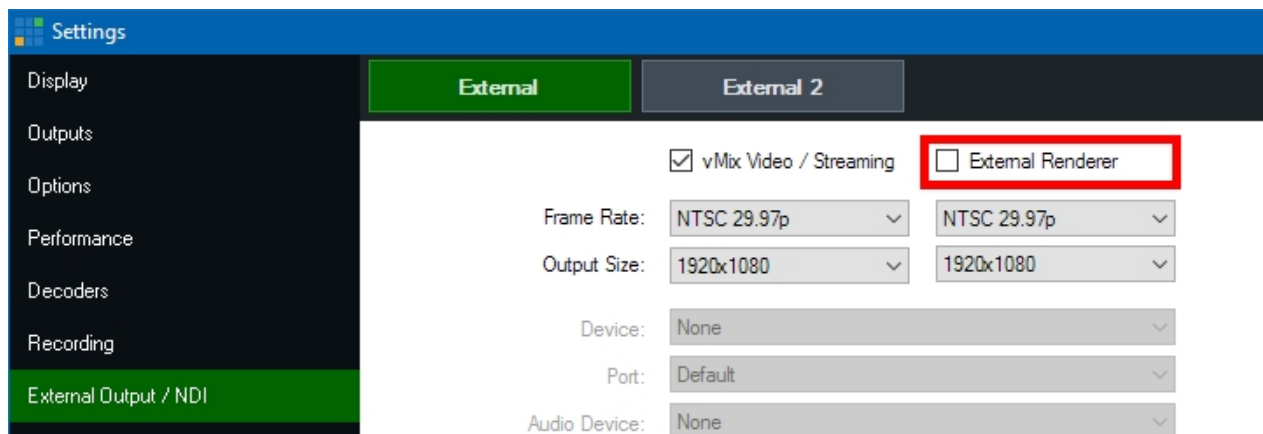 Settings
Display
External
External 2
Outputs
vMix Video / Streaming
External Renderer
Options
Frame Rate:
NTSC 29.97p
NTSC 29.97p
Performance
Output Size:
1920x1080
1920x1080
Decoders
Device:
None
Recording
Port:
Default
External Output / NDI
Audio Device:
None